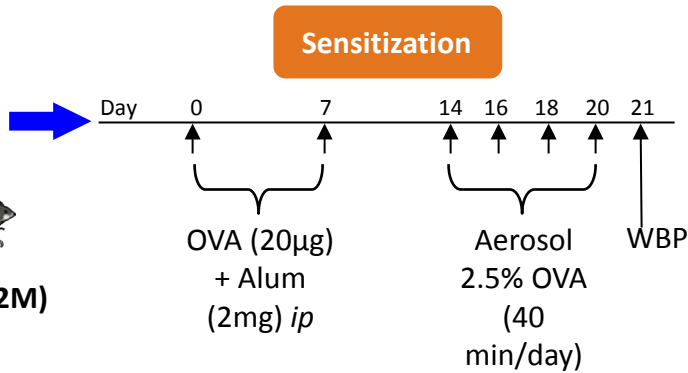 Sensitization
Day 0 7 14 16 18 20 21
OVA (20µg)
+ Alum
(2mg) ip
Aerosol
2.5% OVA
(40
min/day)
WBP
2M)